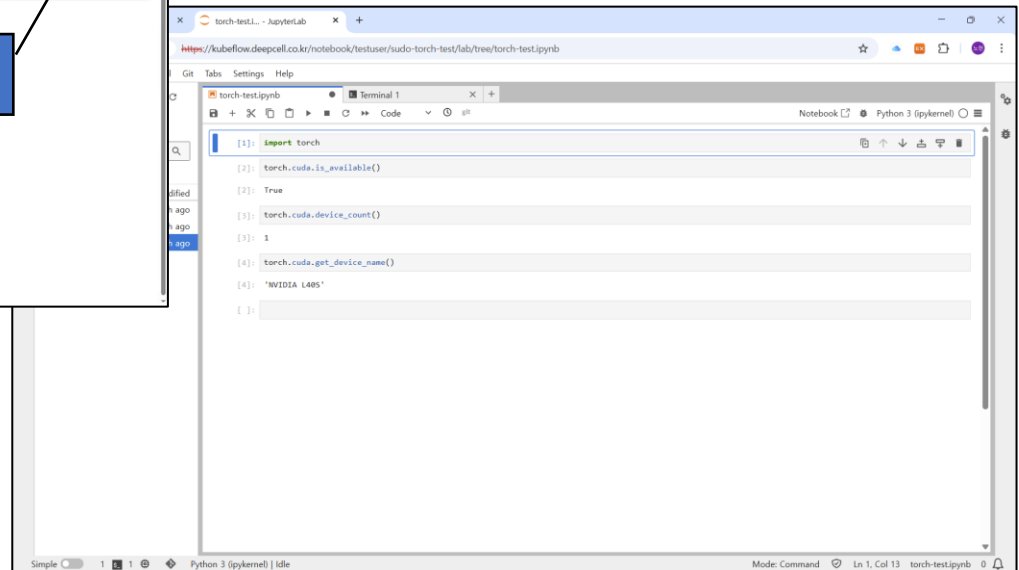 torch-test.i... - JupyterLab
https://kubeflow.deepcell.co.kr/notebook/testuser/sudo-torch-test/lab/tree/torch-test.ipynb
Git Tabs Settings Help
torch-test.ipynb Terminal 1
Code Notebook Python 3 (ipykernel)
[1]: import torch
[2]: torch.cuda.is_available()
[2]: True
[3]: torch.cuda.device_count()
[3]: 1
[4]: torch.cuda.get_device_name()
[4]: 'NVIDIA L40S'
[ ]:
dified
ago
ago
ago
Simple 1 1 Python 3 (ipykernel) | Idle Mode: Command Ln 1, Col 13 torch-test.ipynb 0